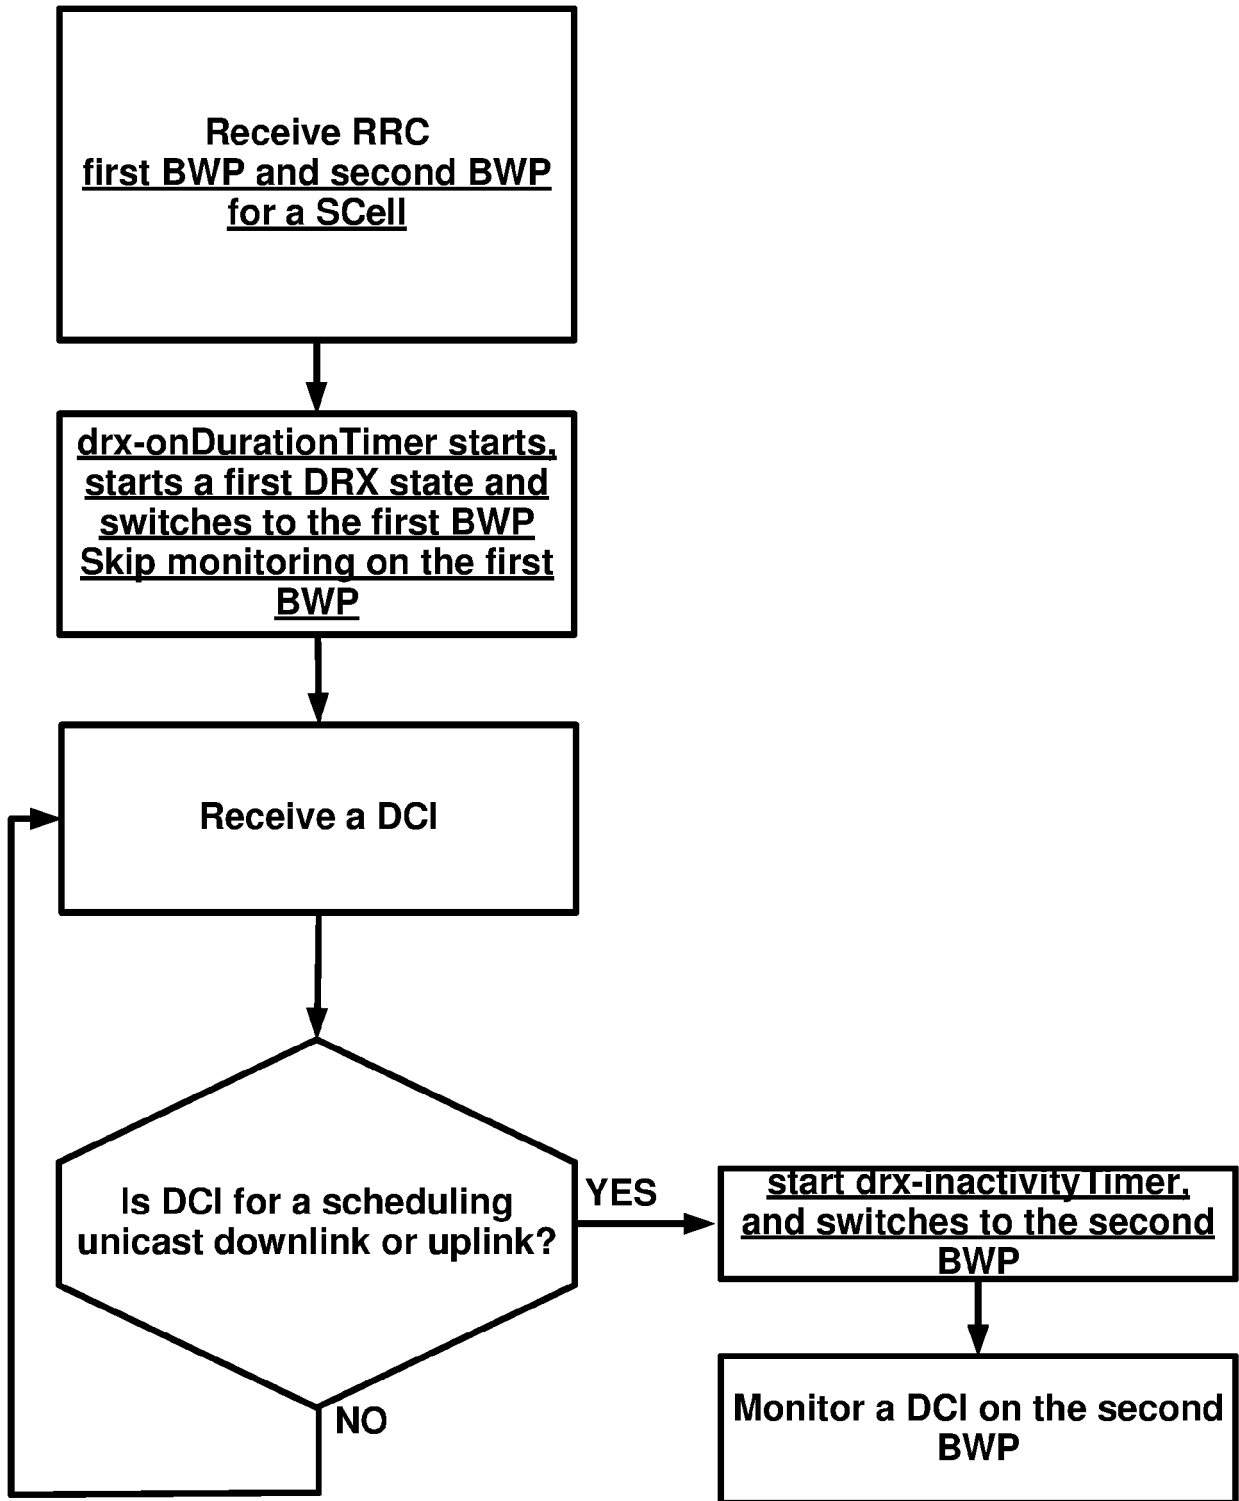 Receive RRC
first BWP and second BWP
for a SCell
drx-onDurationTimer starts,
starts a first DRX state and
switches to the first BWP
Skip monitoring on the first
BWP
Receive a DCI
Is DCI for a scheduling
unicast downlink or uplink?
YES
NO
start drx-inactivityTimer,
and switches to the second
BWP
Monitor a DCI on the second
BWP